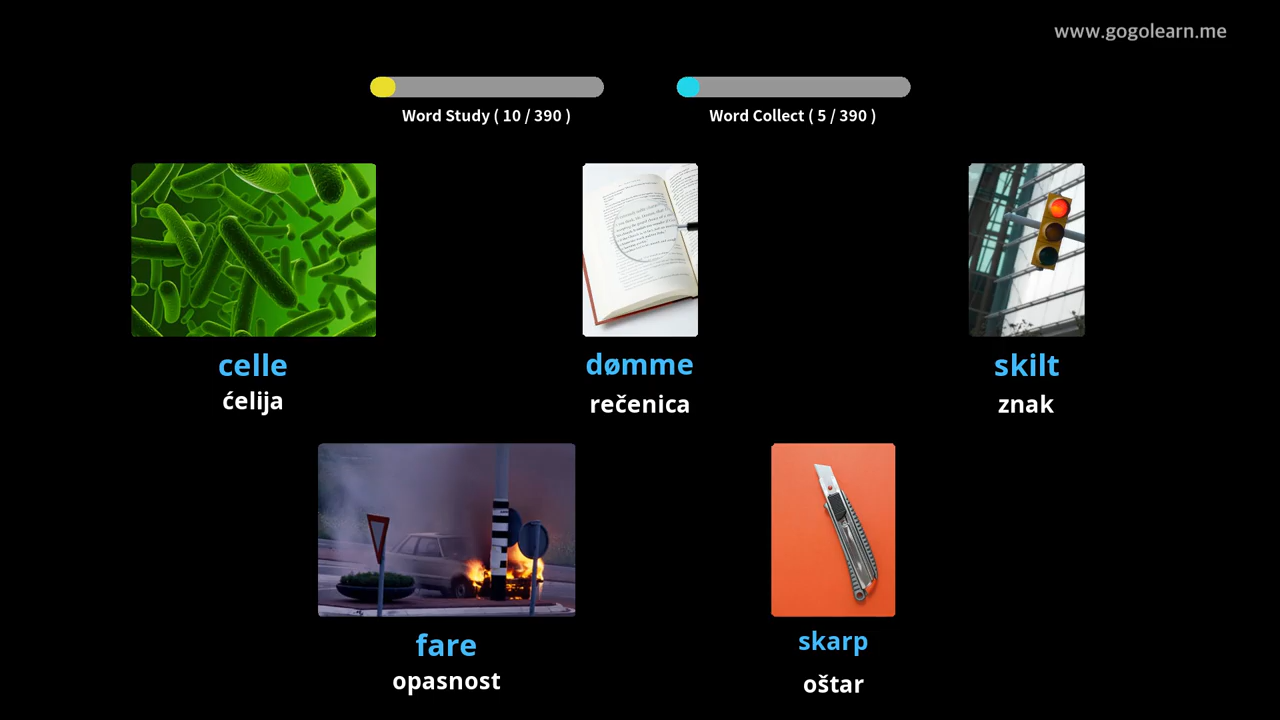 www.gogolearn.me
Word Study ( 10 / 390 )
Word Collect ( 5 / 390 )
celle
ćelija
dømme
rečenica
skilt
znak
fare
opasnost
skarp
oštar